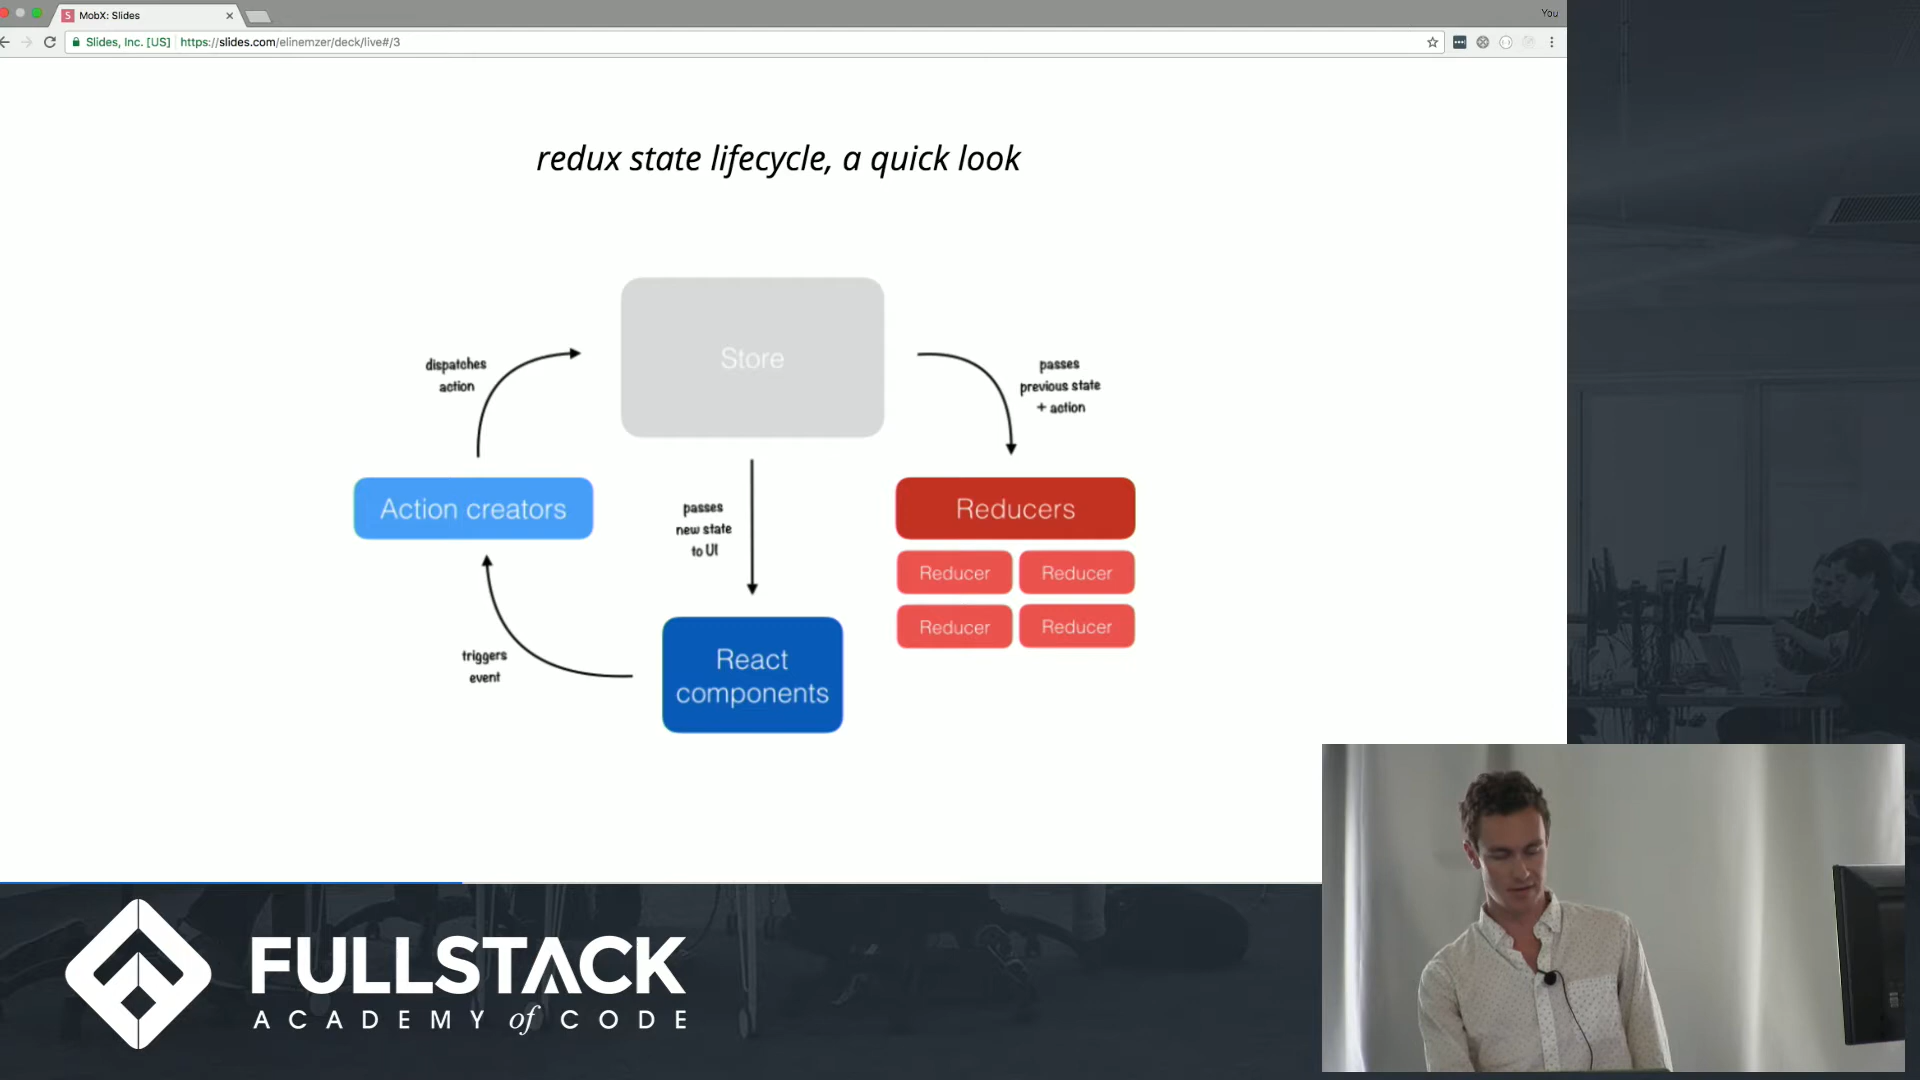 MobX: Slides
You
Slides, Inc. [US] https://slides.com/elinemzer/deck/live#/3
redux state lifecycle, a quick look
Store
dispatches
action
passes
previous state
+ action
Action creators
passes
new state
to UI
Reducers
Reducer Reducer
Reducer Reducer
triggers
event
React
components
FULLSTACK
ACADEMY of CODE